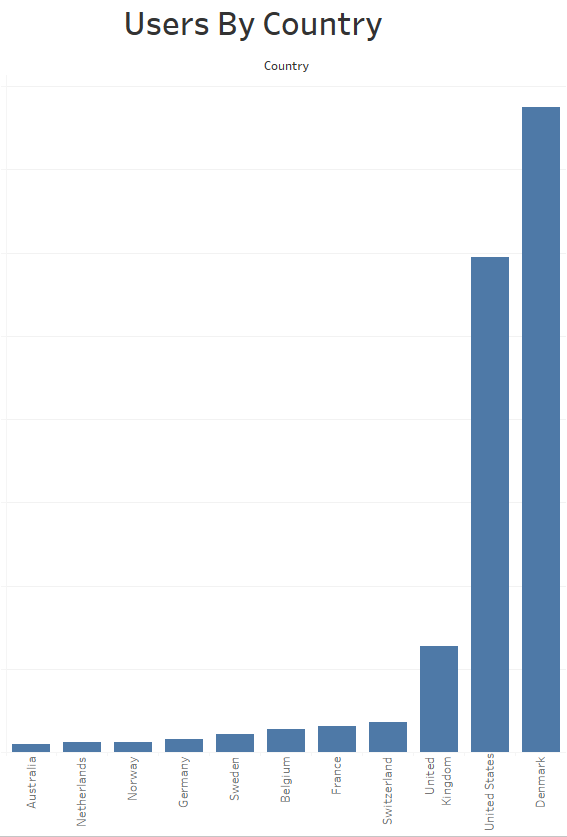 Users By Country
Country
Australia
Netherlands
Norway
Germany
Sweden
Belgium
France
Switzerland
United
Kingdom
United States
Denmark